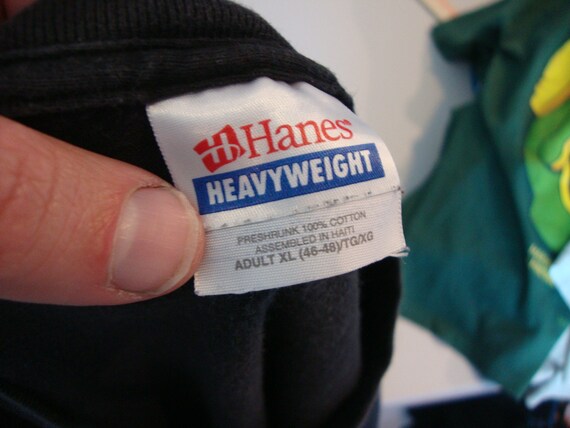 Hanes®
HEAVYWEIGHT
PRESHRUNK 100% COTTON
ASSEMBLED IN HAITI
ADULT XL (46-48)/TG/XG